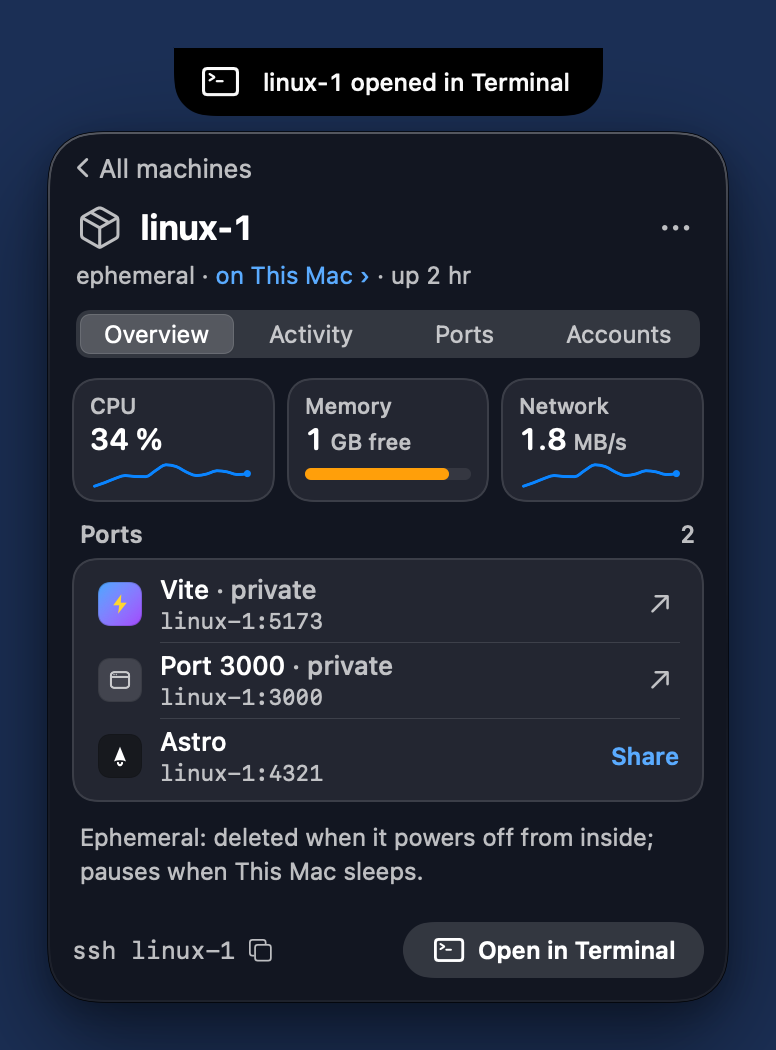 linux-1 opened in Terminal
All machines
linux-1
ephemeral · on This Mac › · up 2 hr
Overview Activity Ports Accounts
CPU Memory Network
34 % 1 GB free 1.8 MB/s
Ports 2
Vite · private
linux-1:5173
Port 3000 · private
linux-1:3000
Astro
linux-1:4321
Share
Ephemeral: deleted when it powers off from inside;
pauses when This Mac sleeps.
ssh linux-1 Open in Terminal